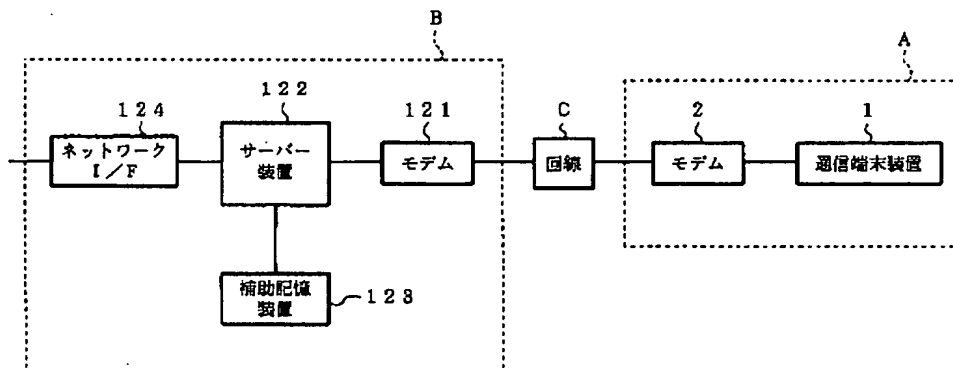 B
A
124
122
121
C
2
1
ネットワーク
I/F
サーバー
装置
モデム
回線
モデム
通信端末装置
補助記憶
装置
123